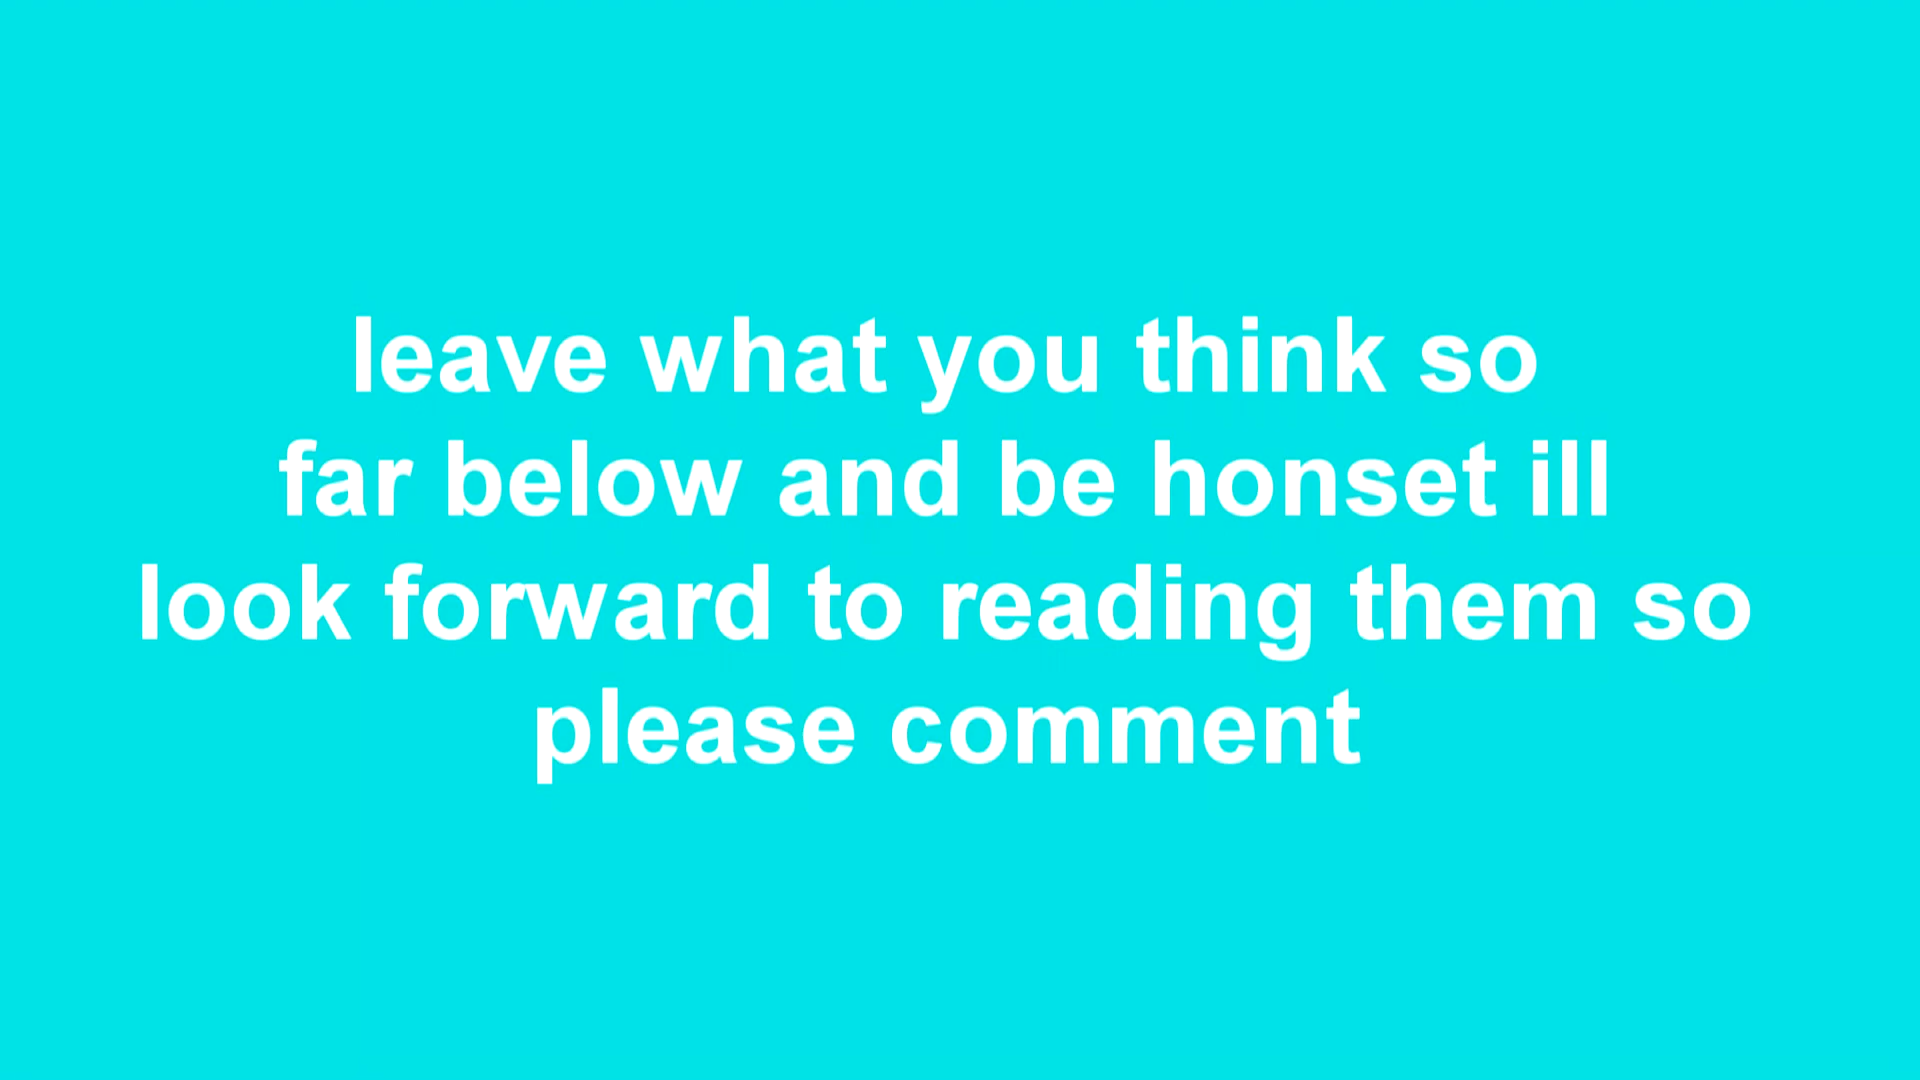 leave what you think so
far below and be honset ill
look forward to reading them so
please comment